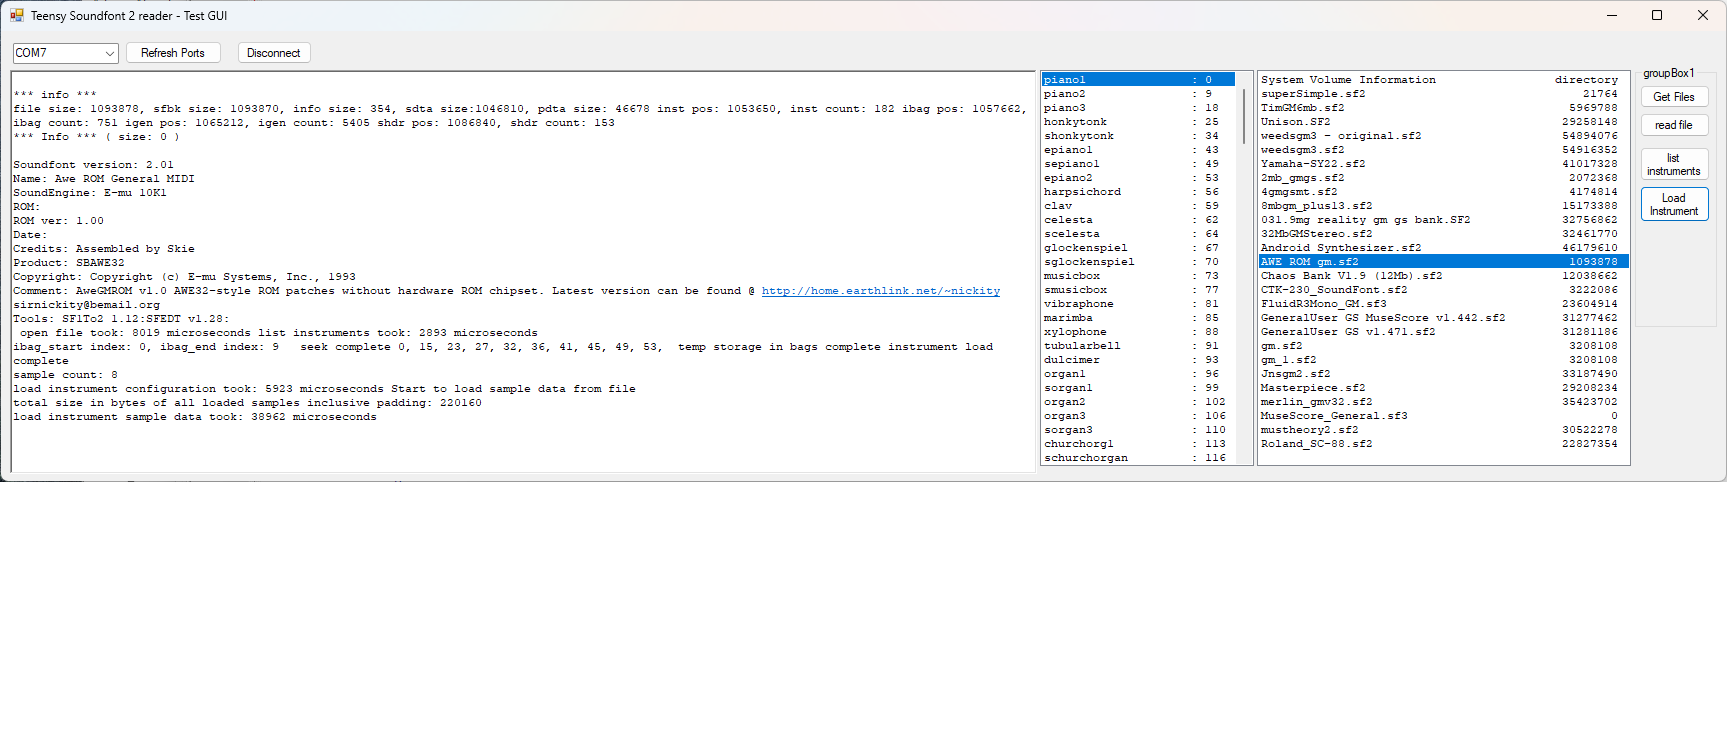 Teensy Soundfont 2 reader - Test GUI
COM7
Refresh Ports
Disconnect
*** info ***
file size: 1093878, sfbk size: 1093870, info size: 354, sdta size:1046810, pdta size: 46678 inst pos: 1053650, inst count: 182 ibag pos: 1057662,
ibag count: 751 igen pos: 1065212, igen count: 5405 shdr pos: 1086840, shdr count: 153
*** Info *** ( size: 0 )
Soundfont version: 2.01
Name: Awe ROM General MIDI
SoundEngine: E-mu 10K1
ROM:
ROM ver: 1.00
Date:
Credits: Assembled by Skie
Product: SBAWE32
Copyright: Copyright (c) E-mu Systems, Inc., 1993
Comment: AweGMROM v1.0 AWE32-style ROM patches without hardware ROM chipset. Latest version can be found @ http://home.earthlink.net/~nickity
sirnickity@bemail.org
Tools: SF1To2 1.12:SFEDT v1.28:
open file took: 8019 microseconds list instruments took: 2893 microseconds
ibag_start index: 0, ibag_end index: 9 seek complete 0, 15, 23, 27, 32, 36, 41, 45, 49, 53, temp storage in bags complete instrument load
complete
sample count: 8
load instrument configuration took: 5923 microseconds Start to load sample data from file
total size in bytes of all loaded samples inclusive padding: 220160
load instrument sample data took: 38962 microseconds
piano1 : 0
piano2 : 9
piano3 : 18
honkytonk : 25
shonkytonk : 34
epiano1 : 43
sepiano1 : 49
epiano2 : 53
harpsichord : 56
clav : 59
celesta : 62
scelesta : 64
glockenspiel : 67
sglockenspiel : 70
musicbox : 73
smusicbox : 77
vibraphone : 81
marimba : 85
xylophone : 88
tubularbell : 91
dulcimer : 93
organ1 : 96
sorgan1 : 99
organ2 : 102
organ3 : 106
sorgan3 : 110
churchorg1 : 113
schurchorgan : 116
System Volume Information directory
superSimple.sf2 21764
TimGM6mb.sf2 5969788
Unison.SF2 29258148
weedsgm3 - original.sf2 54894076
weedsgm3.sf2 54916352
Yamaha-SY22.sf2 41017328
2mb_gmgs.sf2 2072368
4gmgsmt.sf2 4174814
8mbgm_plus13.sf2 15173388
031.9mg reality gm gs bank.SF2 32756862
32MbGMStereo.sf2 32461770
Android Synthesizer.sf2 46179610
AWE ROM gm.sf2 1093878
Chaos Bank V1.9 (12Mb).sf2 12038662
CTK-230_SoundFont.sf2 3222086
FluidR3Mono_GM.sf3 23604914
GeneralUser GS MuseScore v1.442.sf2 31277462
GeneralUser GS v1.471.sf2 31281186
gm.sf2 3208108
gm_1.sf2 3208108
Jnsgm2.sf2 33187490
Masterpiece.sf2 29208234
merlin_gmv32.sf2 35423702
MuseScore_General.sf3 0
mustheory2.sf2 30522278
Roland_SC-88.sf2 22827354
groupBox1
Get Files
read file
list
instruments
Load
Instrument